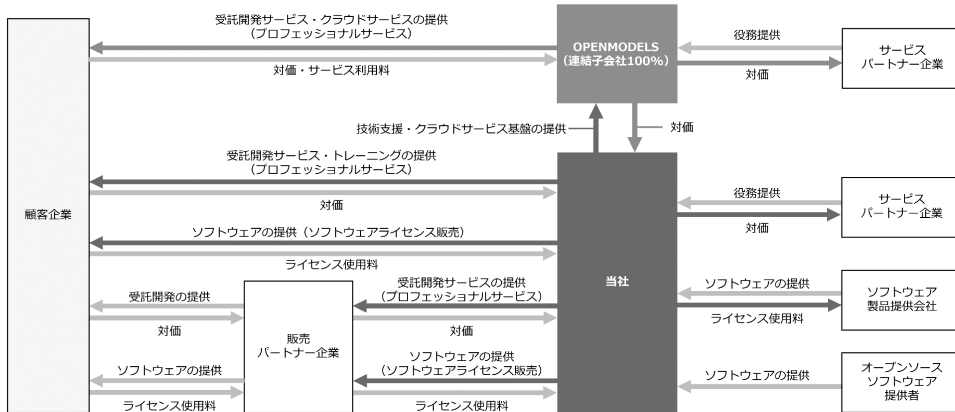 受託開発サービス・クラウドサービスの提供
（プロフェッショナルサービス）
対価・サービス利用料
OPENMODELS
（連結子会社100%）
役務提供
対価
サービス
パートナー企業
技術支援・クラウドサービス基盤の提供
対価
顧客企業
受託開発サービス・トレーニングの提供
（プロフェッショナルサービス）
対価
ソフトウェアの提供（ソフトウェアライセンス販売）
ライセンス使用料
当社
役務提供
対価
サービス
パートナー企業
受託開発の提供
対価
ソフトウェアの提供
ライセンス使用料
販売
パートナー企業
受託開発サービスの提供
（プロフェッショナルサービス）
対価
ソフトウェアの提供
（ソフトウェアライセンス販売）
ライセンス使用料
ソフトウェアの提供
ライセンス使用料
ソフトウェア
製品提供会社
ソフトウェアの提供
オープンソース
ソフトウェア
提供者